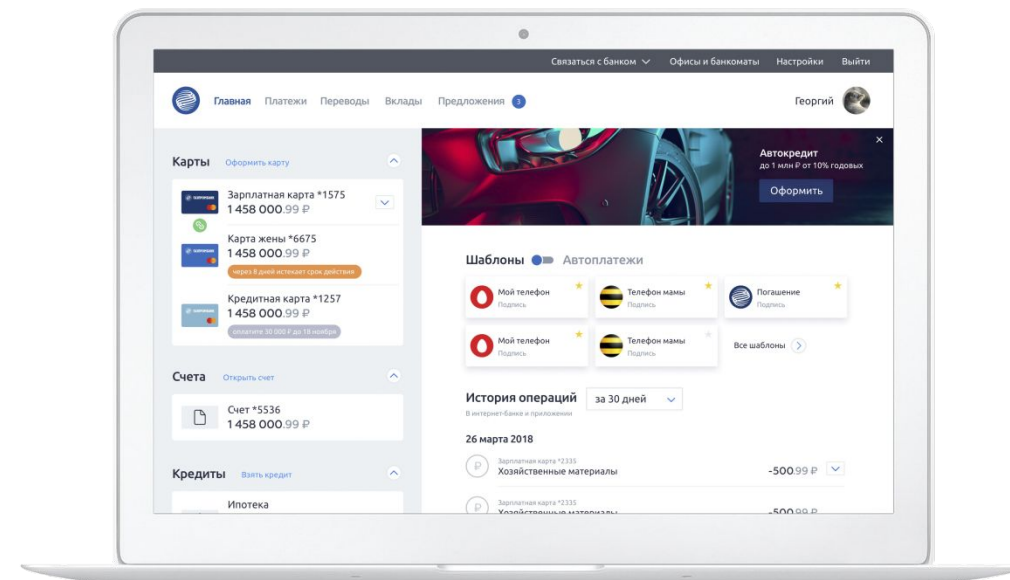 Связаться с банком
Офисы и банкоматы
Настройки
Выйти
Главная
Платежи
Переводы
Вклады
Предложения 3
Георгий
Карты
Оформить карту
Зарплатная карта *1575
1 458 000.99 ₽
Карта жены *6675
1 458 000.99 ₽
через 8 дней истекает срок действия
Кредитная карта *1257
1 458 000.99 ₽
оплатите 30 000 ₽ до 18 ноября
Счета
Открыть счет
Счет *5536
1 458 000.99 ₽
Кредиты
Взять кредит
Ипотека
Автокредит
до 1 млн ₽ от 10% годовых
Оформить
Шаблоны
Автоплатежи
Мой телефон
Подпись
Телефон мамы
Подпись
Погашение
Подпись
Мой телефон
Подпись
Телефон мамы
Подпись
Все шаблоны
История операций
за 30 дней
В интернет-банке и приложении
26 марта 2018
Зарплатная карта *2335
Хозяйственные материалы
-500.99 ₽
Зарплатная карта *2335
Хозяйственные материалы
-500.99 ₽